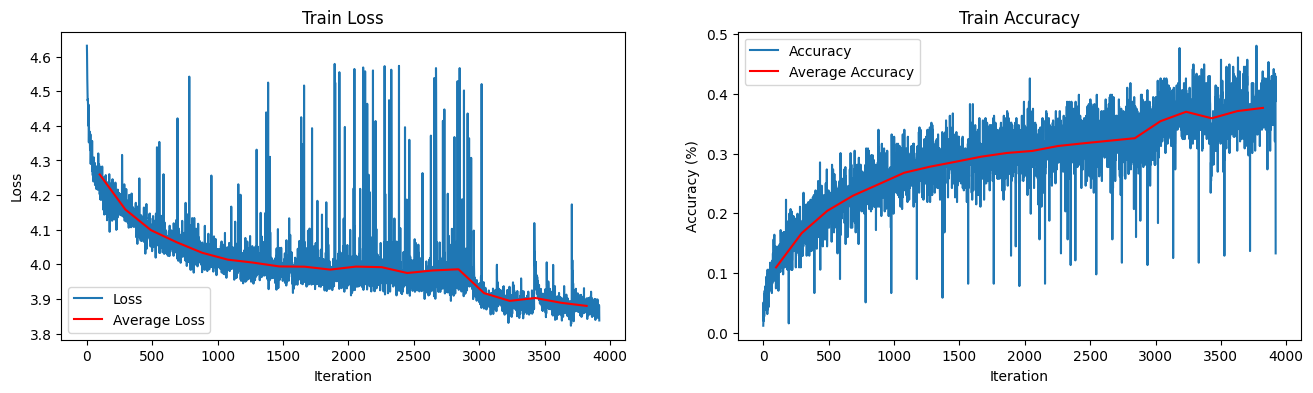 Train Loss
4.6
4.5
4.4
4.3
4.2
4.1
4.0
3.9
3.8
Loss
Loss
Average Loss
0 500 1000 1500 2000 2500 3000 3500 4000
Iteration
Train Accuracy
0.5
0.4
0.3
0.2
0.1
0.0
Accuracy (%)
Accuracy
Average Accuracy
0 500 1000 1500 2000 2500 3000 3500 4000
Iteration